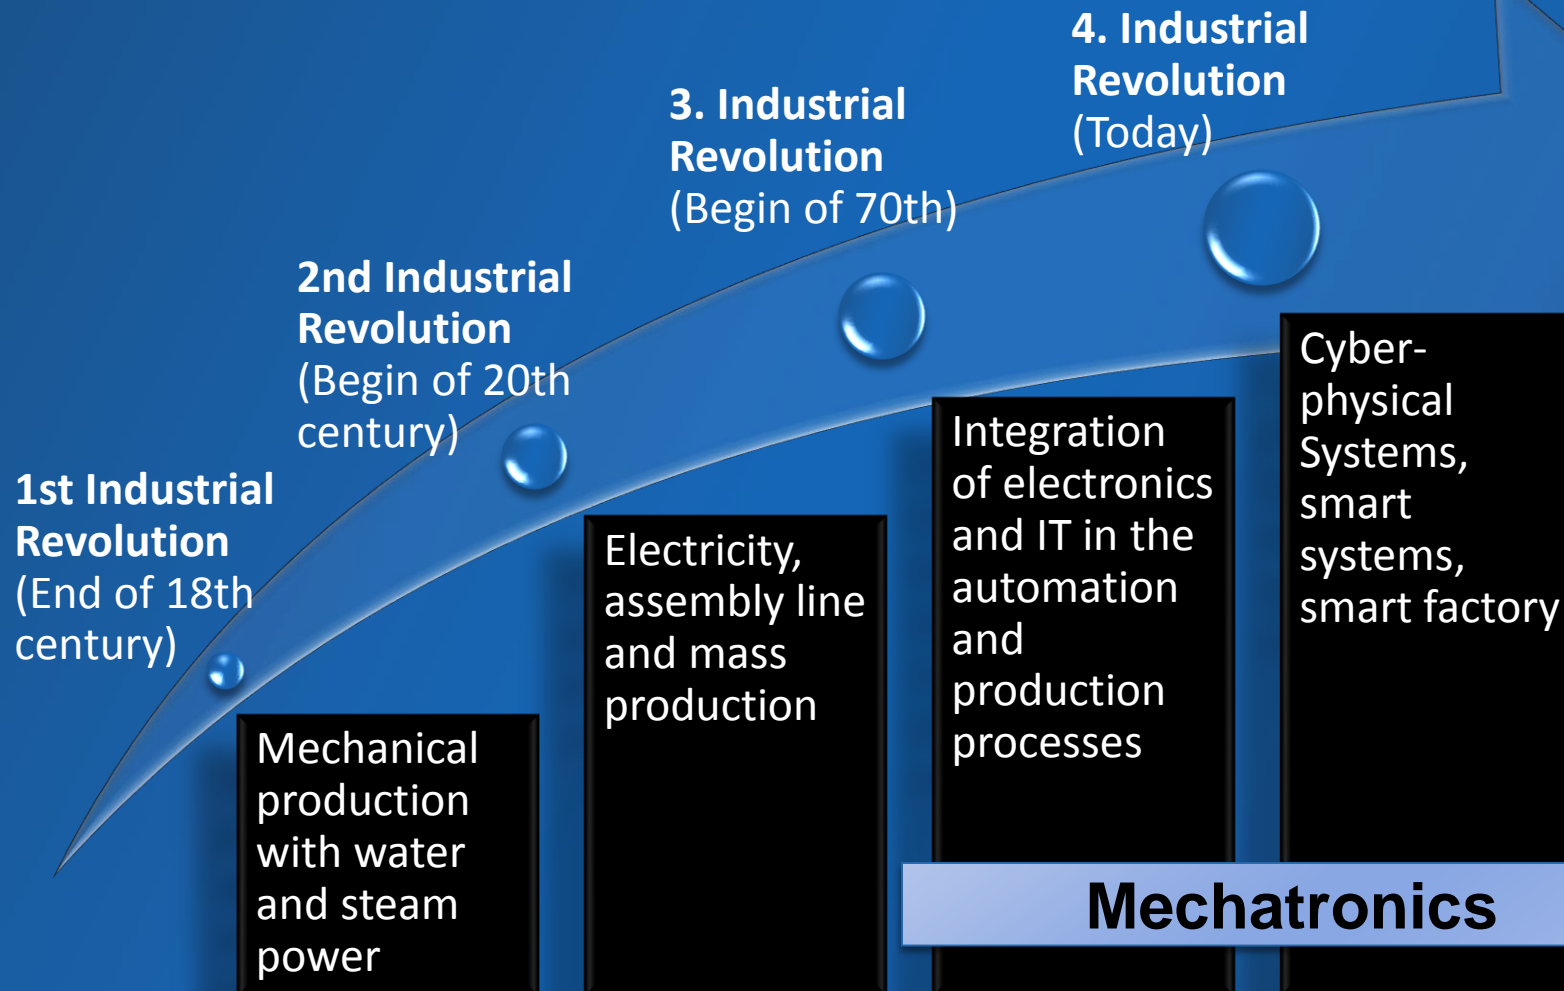 1st Industrial
Revolution
(End of 18th
century)
Mechanical
production
with water
and steam
power
2nd Industrial
Revolution
(Begin of 20th
century)
Electricity,
assembly line
and mass
production
3. Industrial
Revolution
(Begin of 70th)
Integration
of electronics
and IT in the
automation
and
production
processes
4. Industrial
Revolution
(Today)
Cyber-
physical
Systems,
smart
systems,
smart factory
Mechatronics